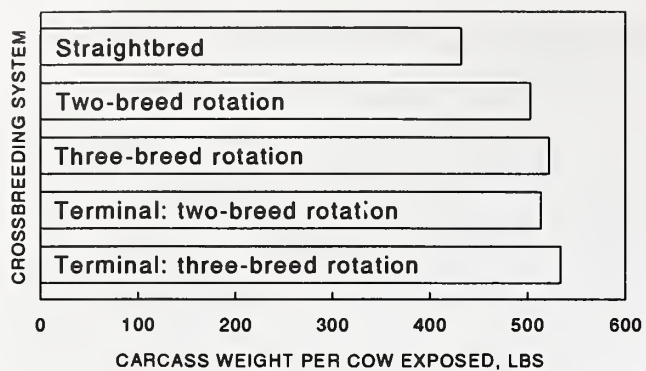 CROSSBREEDING SYSTEM
Straightbred
Two-breed rotation
Three-breed rotation
Terminal: two-breed rotation
Terminal: three-breed rotation
0 100 200 300 400 500 600
CARCASS WEIGHT PER COW EXPOSED, LBS